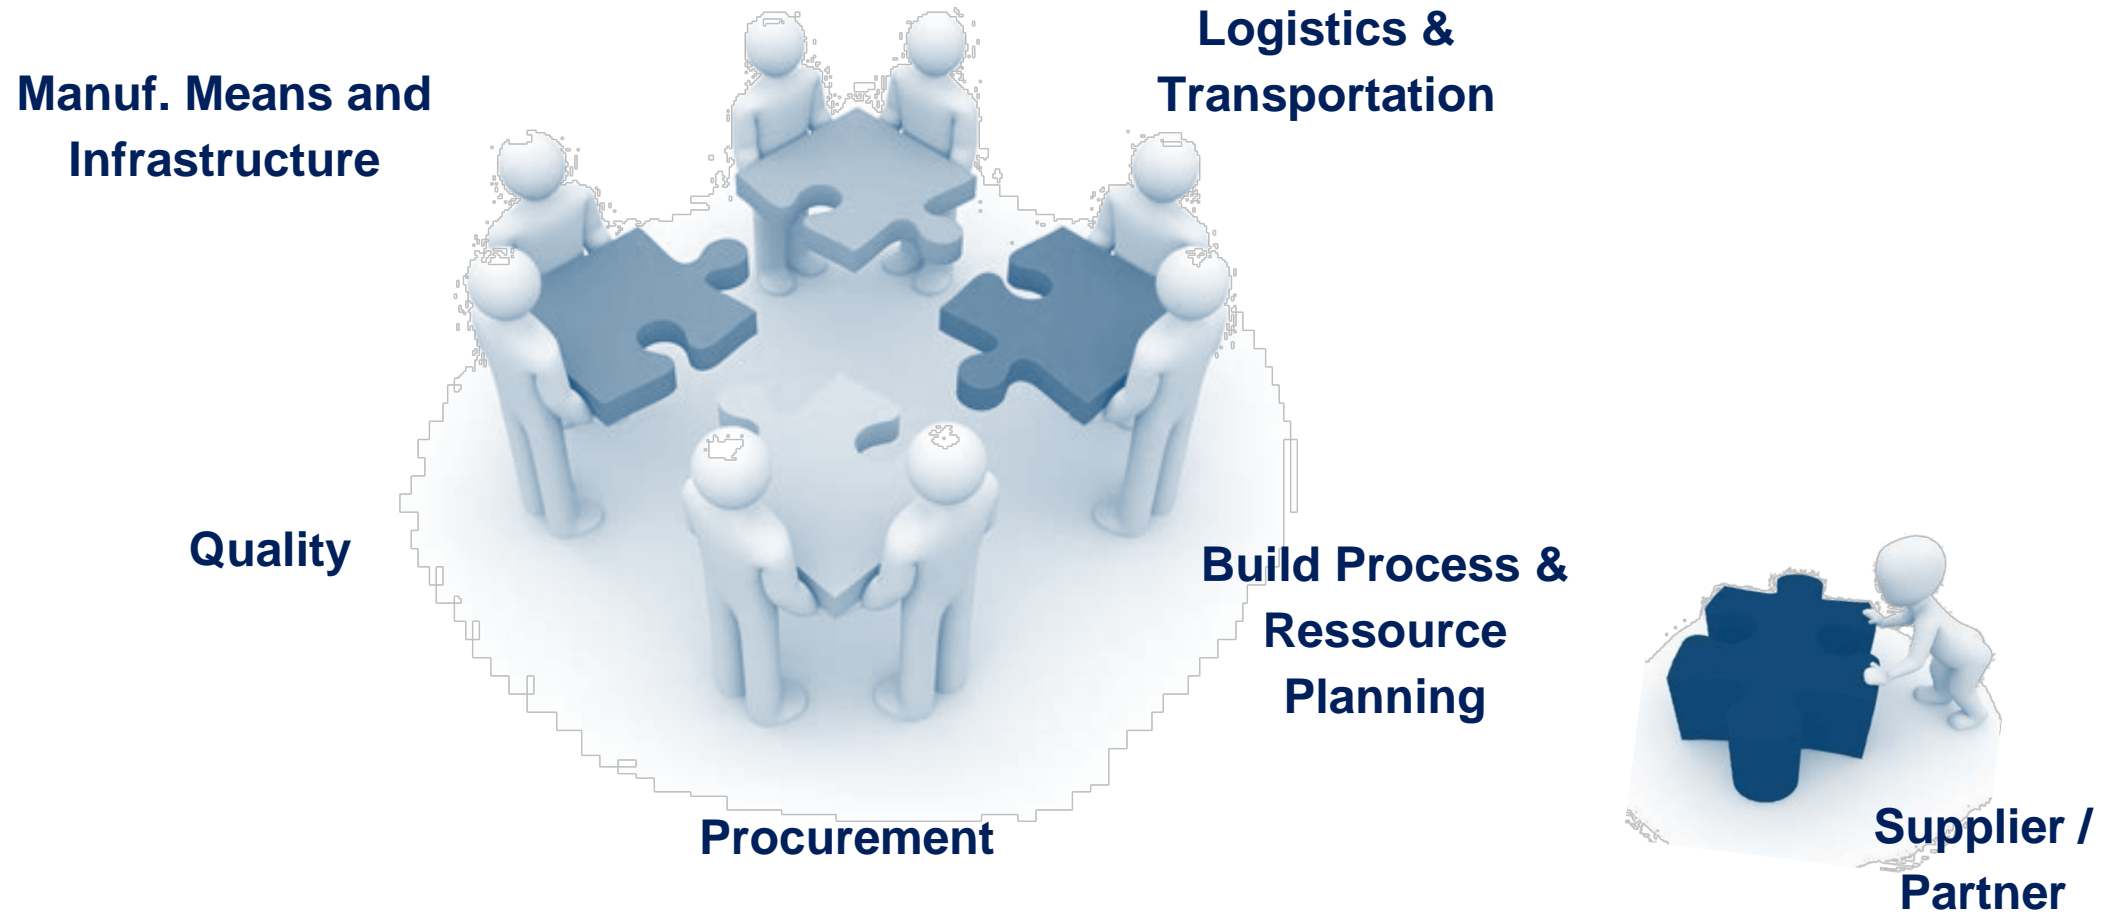 Logistics &
Transportation
Manuf. Means and
Infrastructure
Quality
Build Process &
Ressource
Planning
Procurement
Supplier /
Partner